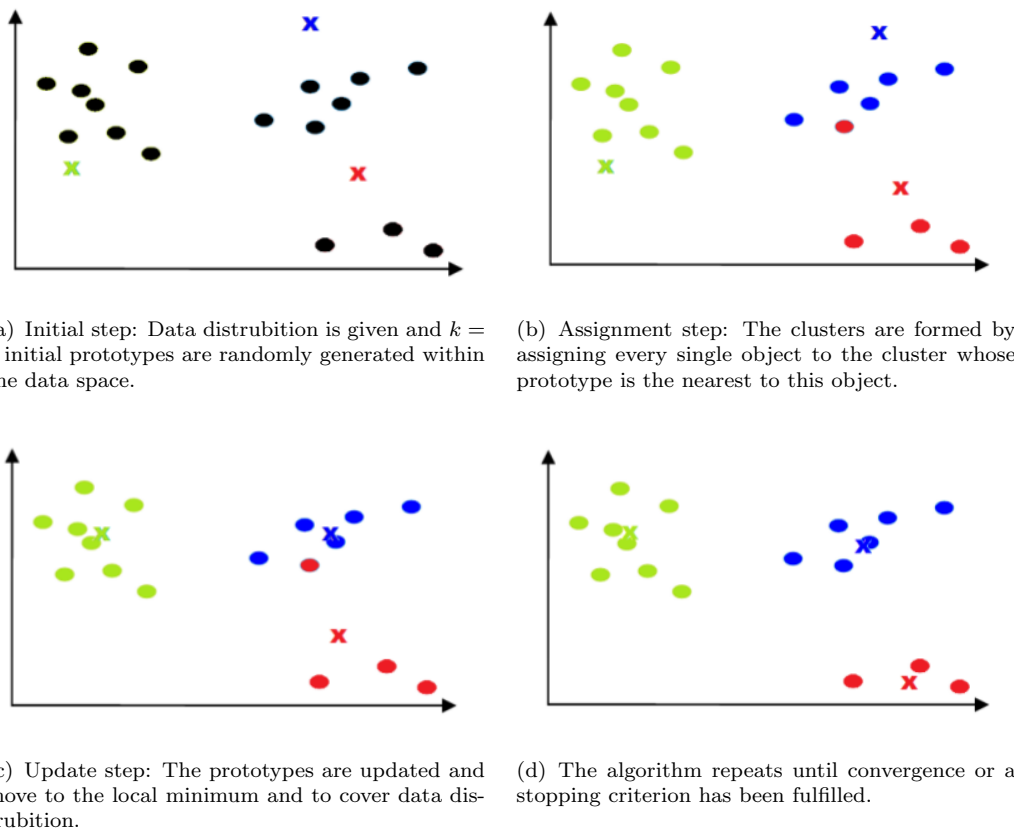 a) Initial step: Data distrubition is given and k =
initial prototypes are randomly generated within
data space.
(b) Assignment step: The clusters are formed by
assigning every single object to the cluster whose
prototype is the nearest to this object.
c) Update step: The prototypes are updated and
to the local minimum and to cover data dis-
rubition.
(d) The algorithm repeats until convergence or a
stopping criterion has been fulfilled.